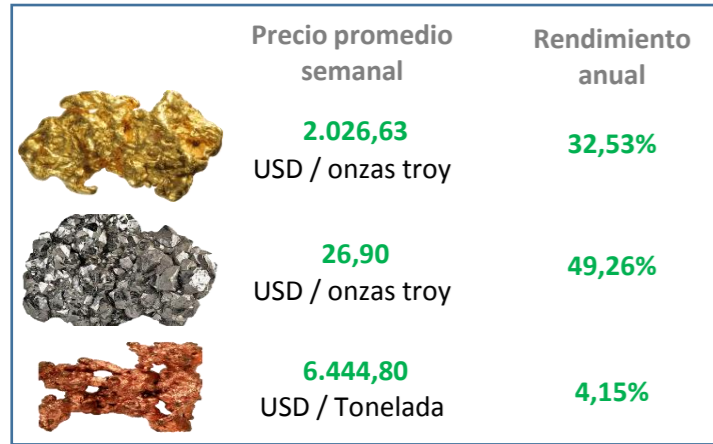 Precio promedio
semanal
Rendimiento
anual
2.026,63
USD / onzas troy
32,53%
26,90
USD / onzas troy
49,26%
6.444,80
USD / Tonelada
4,15%